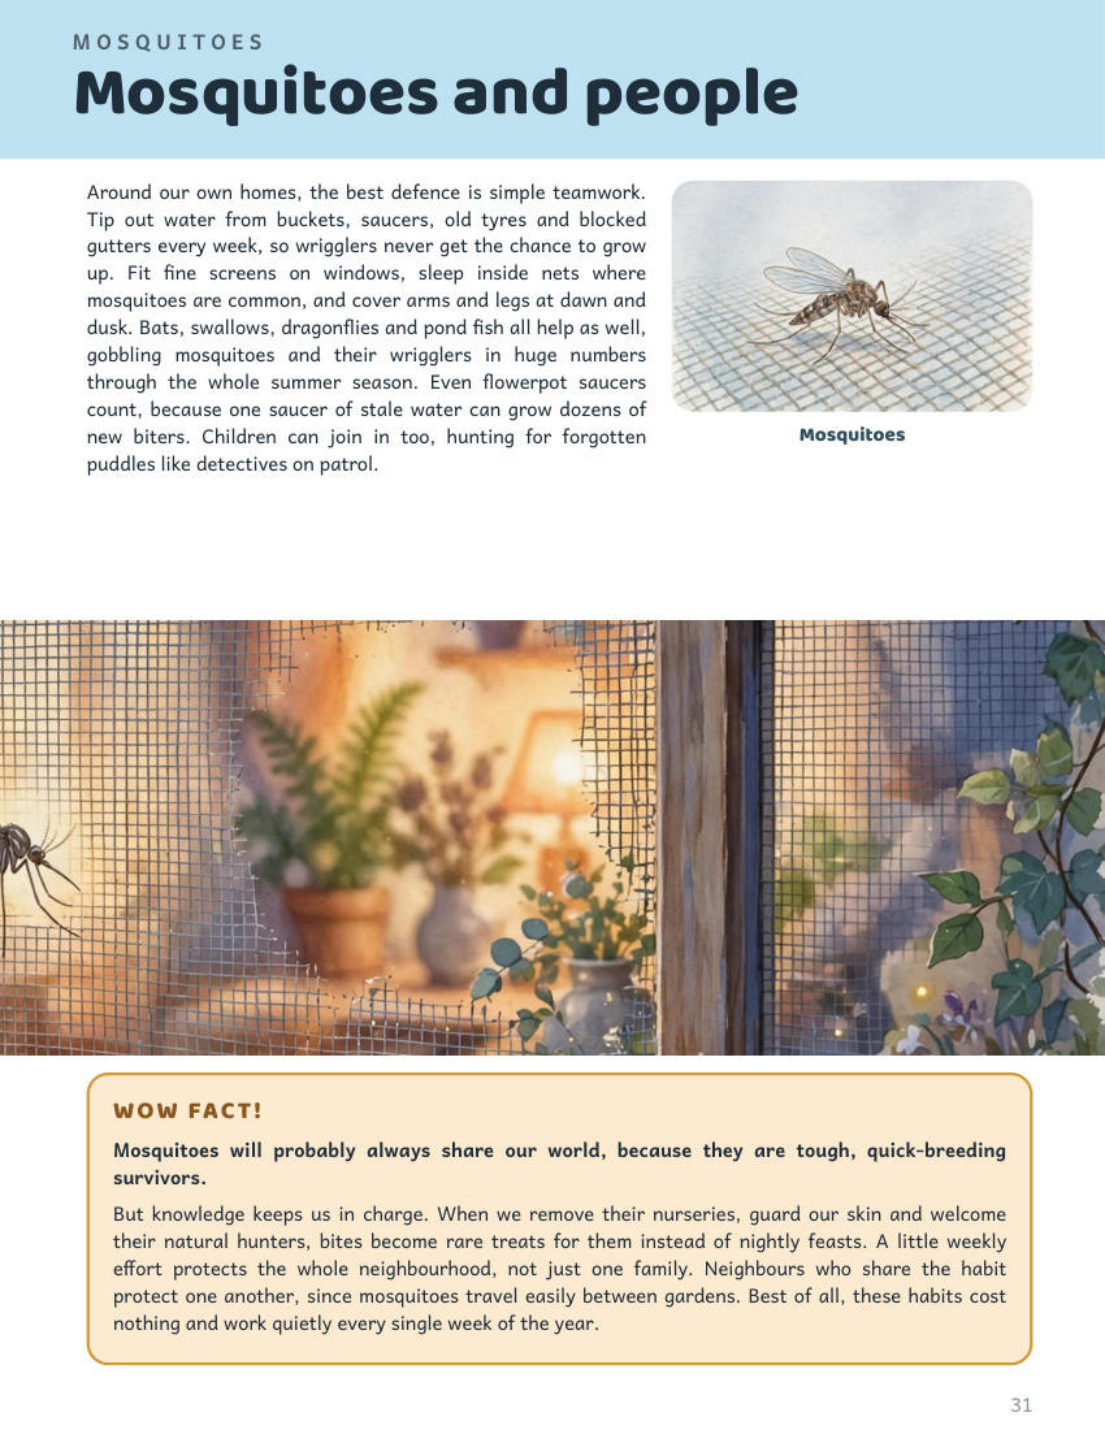 MOSQUITOES
Mosquitoes and people
Around our own homes, the best defence is simple teamwork.
Tip out water from buckets, saucers, old tyres and blocked
gutters every week, so wrigglers never get the chance to grow
up. Fit fine screens on windows, sleep inside nets where
mosquitoes are common, and cover arms and legs at dawn and
dusk. Bats, swallows, dragonflies and pond fish all help as well,
gobbling mosquitoes and their wrigglers in huge numbers
through the whole summer season. Even flowerpot saucers
count, because one saucer of stale water can grow dozens of
new biters. Children can join in too, hunting for forgotten
puddles like detectives on patrol.
Mosquitoes
WOW FACT!
Mosquitoes will probably always share our world, because they are tough, quick-breeding
survivors.
But knowledge keeps us in charge. When we remove their nurseries, guard our skin and welcome
their natural hunters, bites become rare treats for them instead of nightly feasts. A little weekly
effort protects the whole neighbourhood, not just one family. Neighbours who share the habit
protect one another, since mosquitoes travel easily between gardens. Best of all, these habits cost
nothing and work quietly every single week of the year.
31